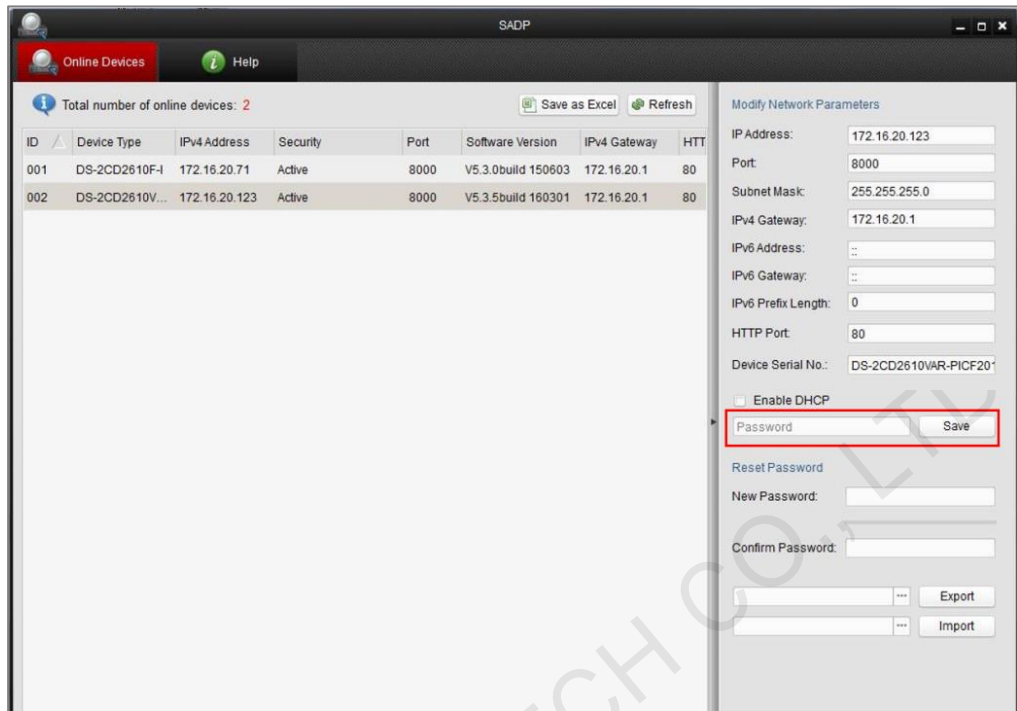 SADP
Online Devices
Help
Total number of online devices: 2
Save as Excel
Refresh
ID Device Type IPv4 Address Security Port Software Version IPv4 Gateway HTT
001 DS-2CD2610F-I 172.16.20.71 Active 8000 V5.3.0build 150603 172.16.20.1 80
002 DS-2CD2610V... 172.16.20.123 Active 8000 V5.3.5build 160301 172.16.20.1 80
Modify Network Parameters
IP Address: 172.16.20.123
Port: 8000
Subnet Mask: 255.255.255.0
IPv4 Gateway: 172.16.20.1
IPv6 Address: ::
IPv6 Gateway: ::
IPv6 Prefix Length: 0
HTTP Port: 80
Device Serial No.: DS-2CD2610VAR-PICF201
Enable DHCP
Password Save
Reset Password
New Password:
Confirm Password:
... Export
... Import
TCH CO., LTD